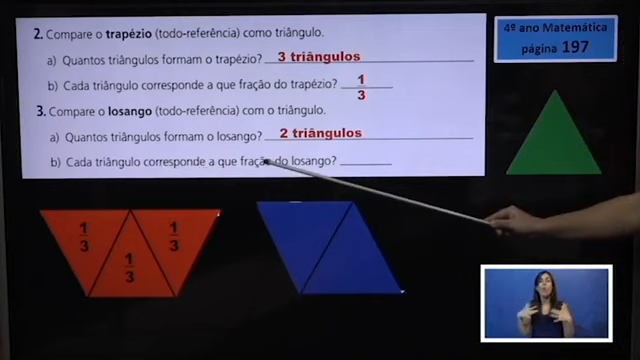 2. Compare o trapézio (todo-referência) como triângulo.
a) Quantos triângulos formam o trapézio? 3 triângulos
b) Cada triângulo corresponde a que fração do trapézio? 1/3
3. Compare o losango (todo-referência) com o triângulo.
a) Quantos triângulos formam o losango? 2 triângulos
b) Cada triângulo corresponde a que fração do losango?
4º ano Matemática
página 197
1/3 1/3
1/3